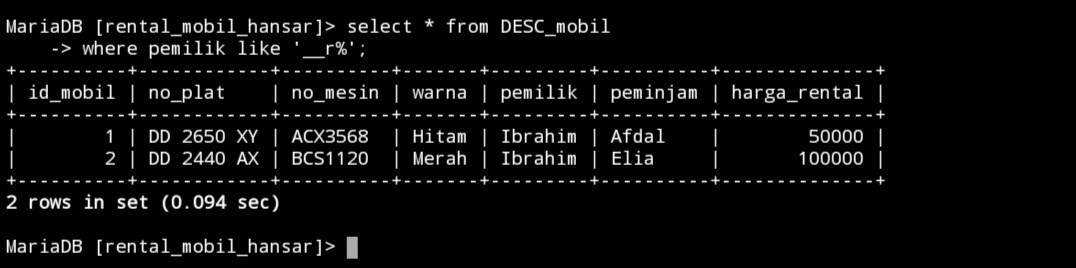 MariaDB [rental_mobil_hansar]> select * from DESC_mobil
    -> where pemilik like '__r%';
+----------+------------+----------+-------+---------+----------+--------------+
| id_mobil | no_plat    | no_mesin | warna | pemilik | peminjam | harga_rental |
+----------+------------+----------+-------+---------+----------+--------------+
|        1 | DD 2650 XY | ACX3568  | Hitam | Ibrahim | Afdal    |        50000 |
|        2 | DD 2440 AX | BCS1120  | Merah | Ibrahim | Elia     |       100000 |
+----------+------------+----------+-------+---------+----------+--------------+
2 rows in set (0.094 sec)
MariaDB [rental_mobil_hansar]>